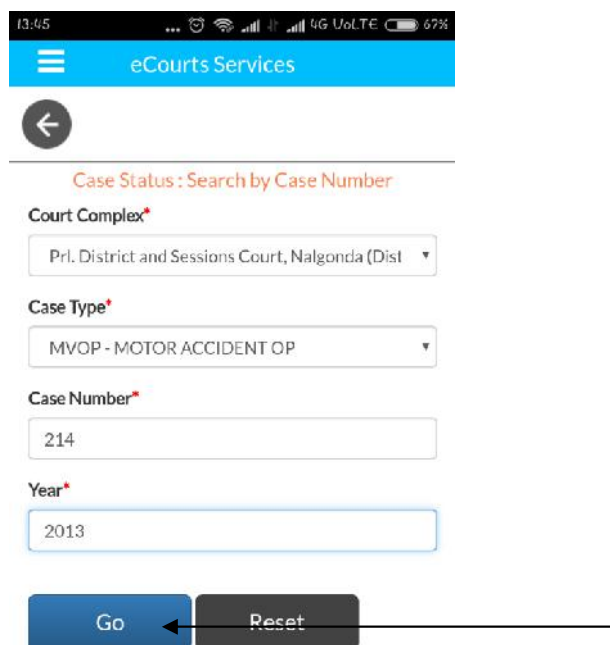 13:45 ... 4G VoLTE 67%
eCourts Services
Case Status : Search by Case Number
Court Complex*
Prl. District and Sessions Court, Nalgonda (Dist
Case Type*
MVOP - MOTOR ACCIDENT OP
Case Number*
214
Year*
2013
Go Reset